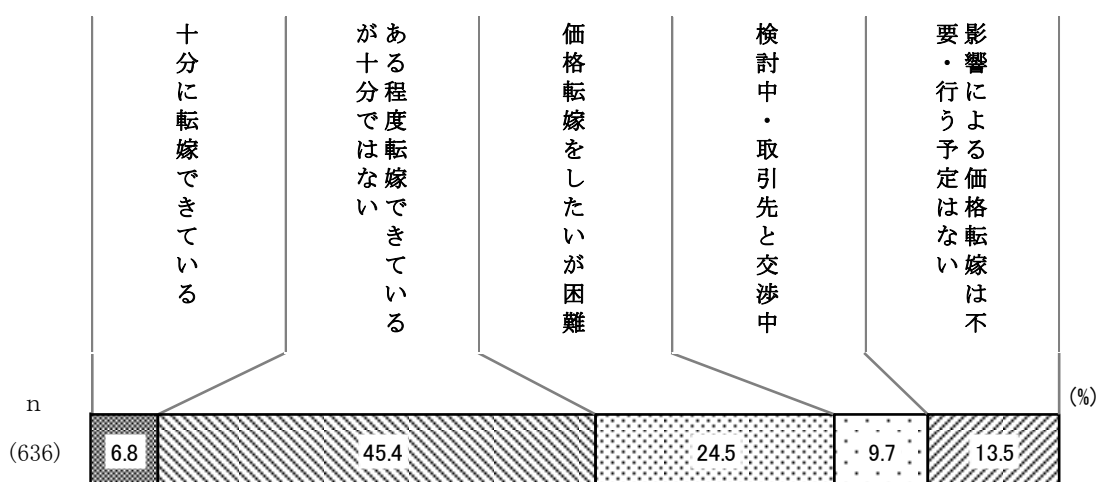 十分に転嫁できている
ある程度転嫁できている
が十分ではない
価格転嫁をしたいが困難
検討中・取引先と交渉中
影響による価格転嫁は不
要・行う予定はない
(%)
n
(636)
6.8
45.4
24.5
9.7
13.5